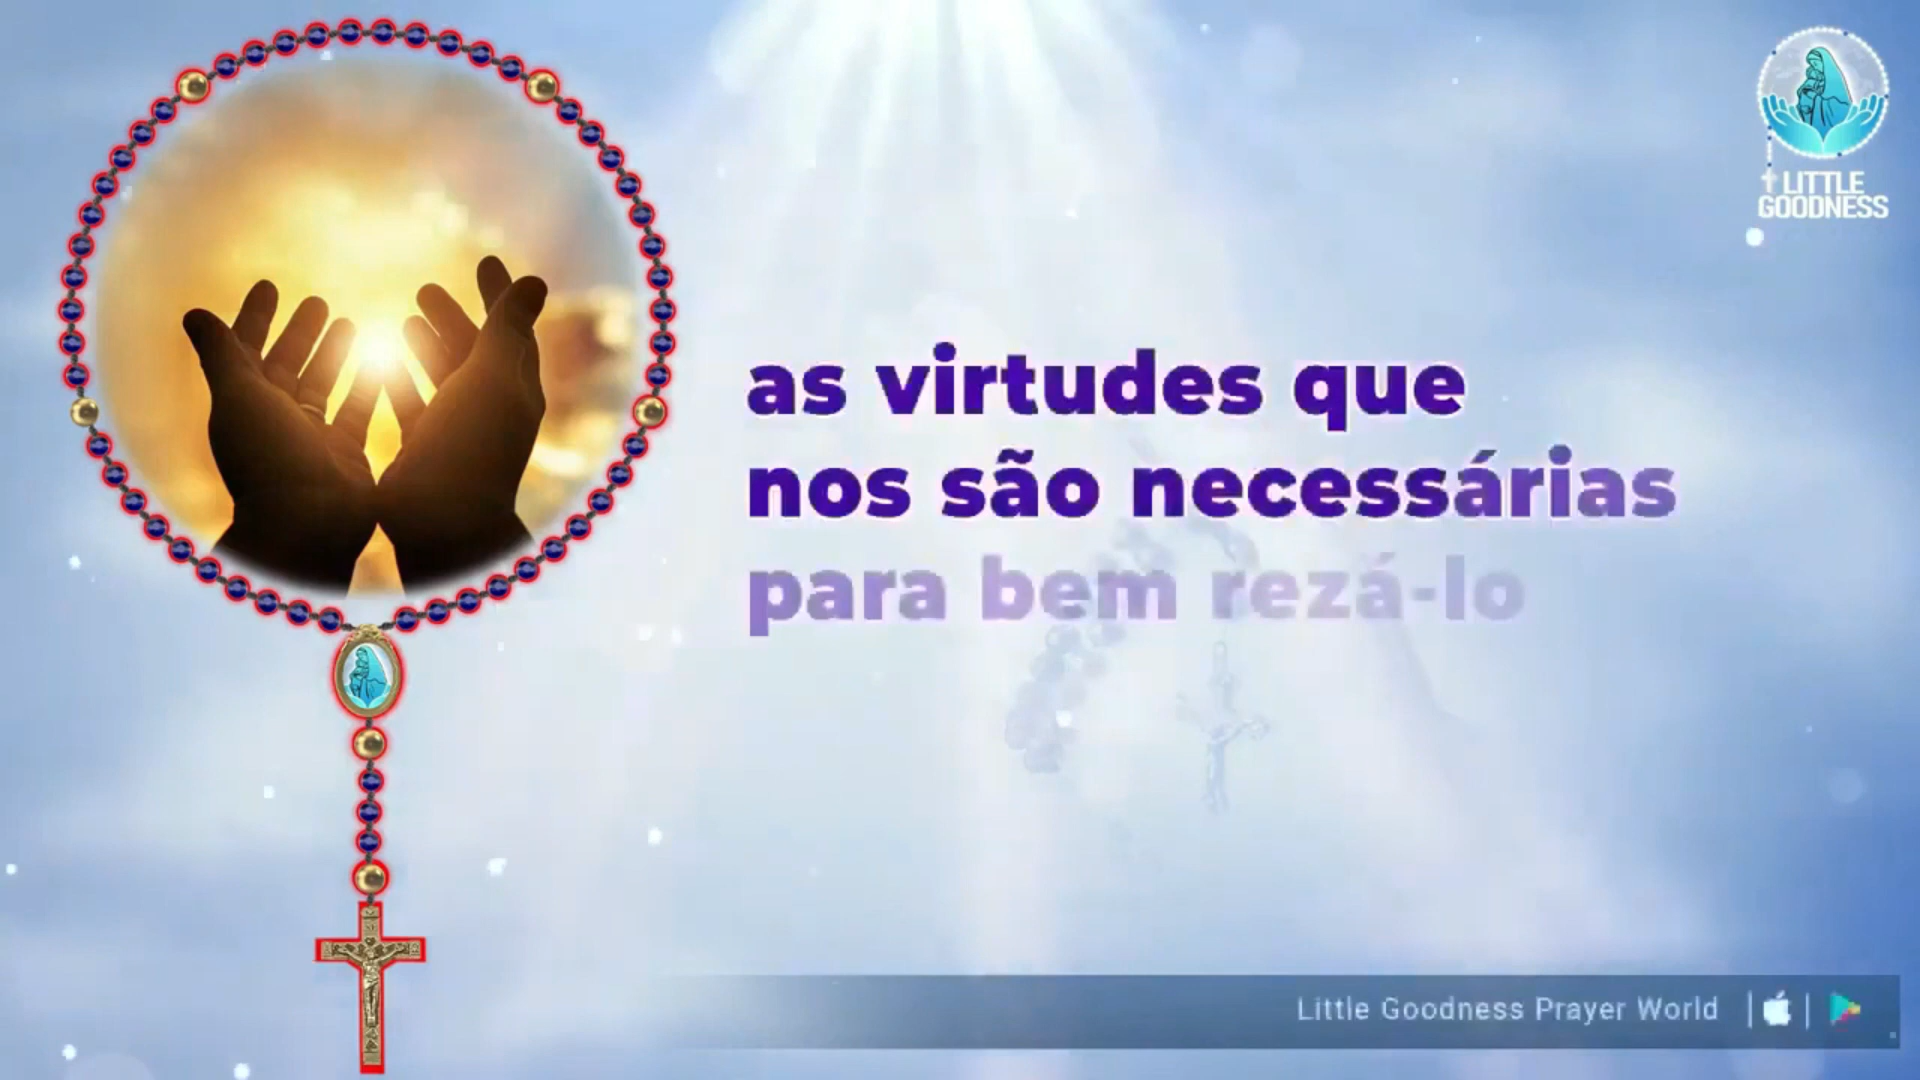 LITTLE
GOODNESS
as virtudes que
nos são necessárias
para bem rezá-lo
Little Goodness Prayer World